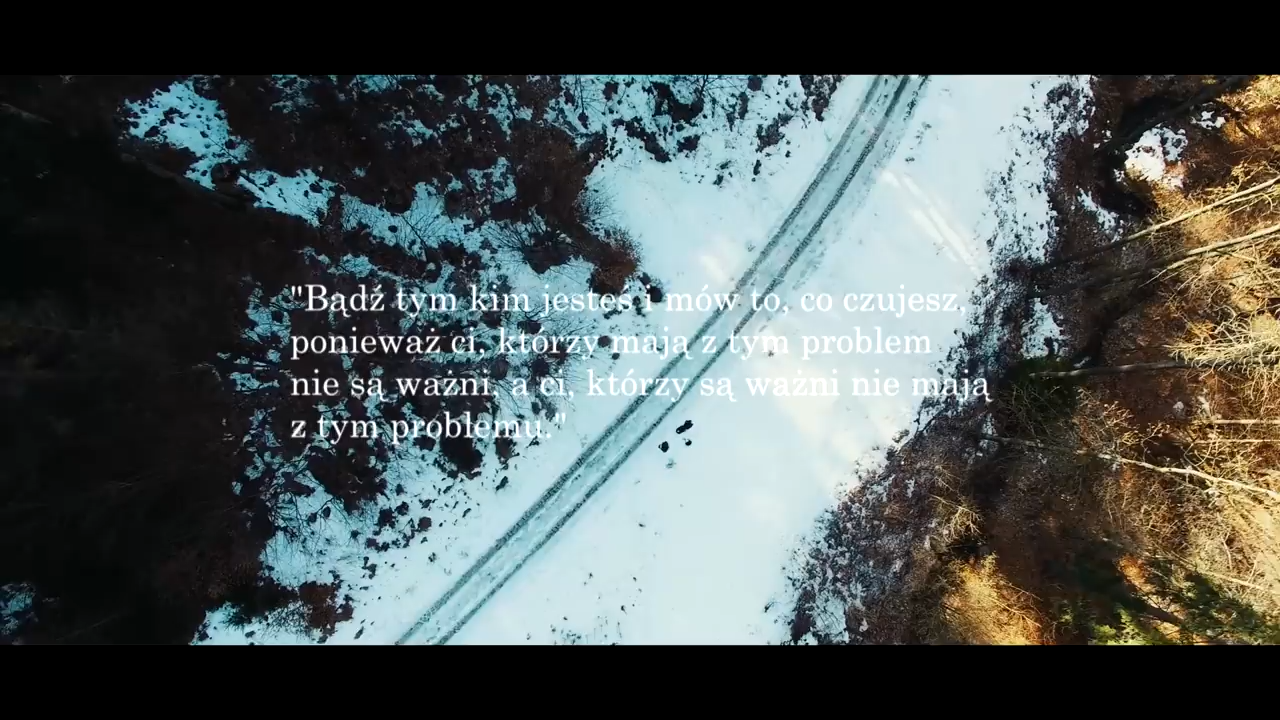 "Bądź tym kim jesteś i mów to, co czujesz,
ponieważ ci, którzy mają z tym problem
nie są ważni, a ci, którzy są ważni nie mają
z tym problemu."